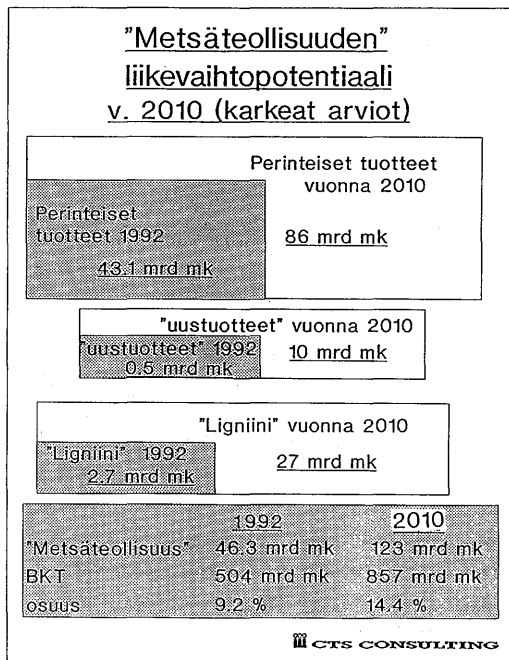 "Metsäteollisuuden"
liikevaihtopotentiaali
v. 2010 (karkeat arviot)
Perinteiset tuotteet
vuonna 2010
Perinteiset
tuotteet 1992
86 mrd mk
43.1 mrd mk
"uustuotteet" vuonna 2010
"uustuotteet" 1992
10 mrd mk
0.5 mrd mk
"Ligniini" vuonna 2010
"Ligniini" 1992
27 mrd mk
2.7 mrd mk
1992 2010
"Metsäteollisuus" 46.3 mrd mk 123 mrd mk
BKT 504 mrd mk 857 mrd mk
osuus 9.2 % 14.4 %
CTS CONSULTING